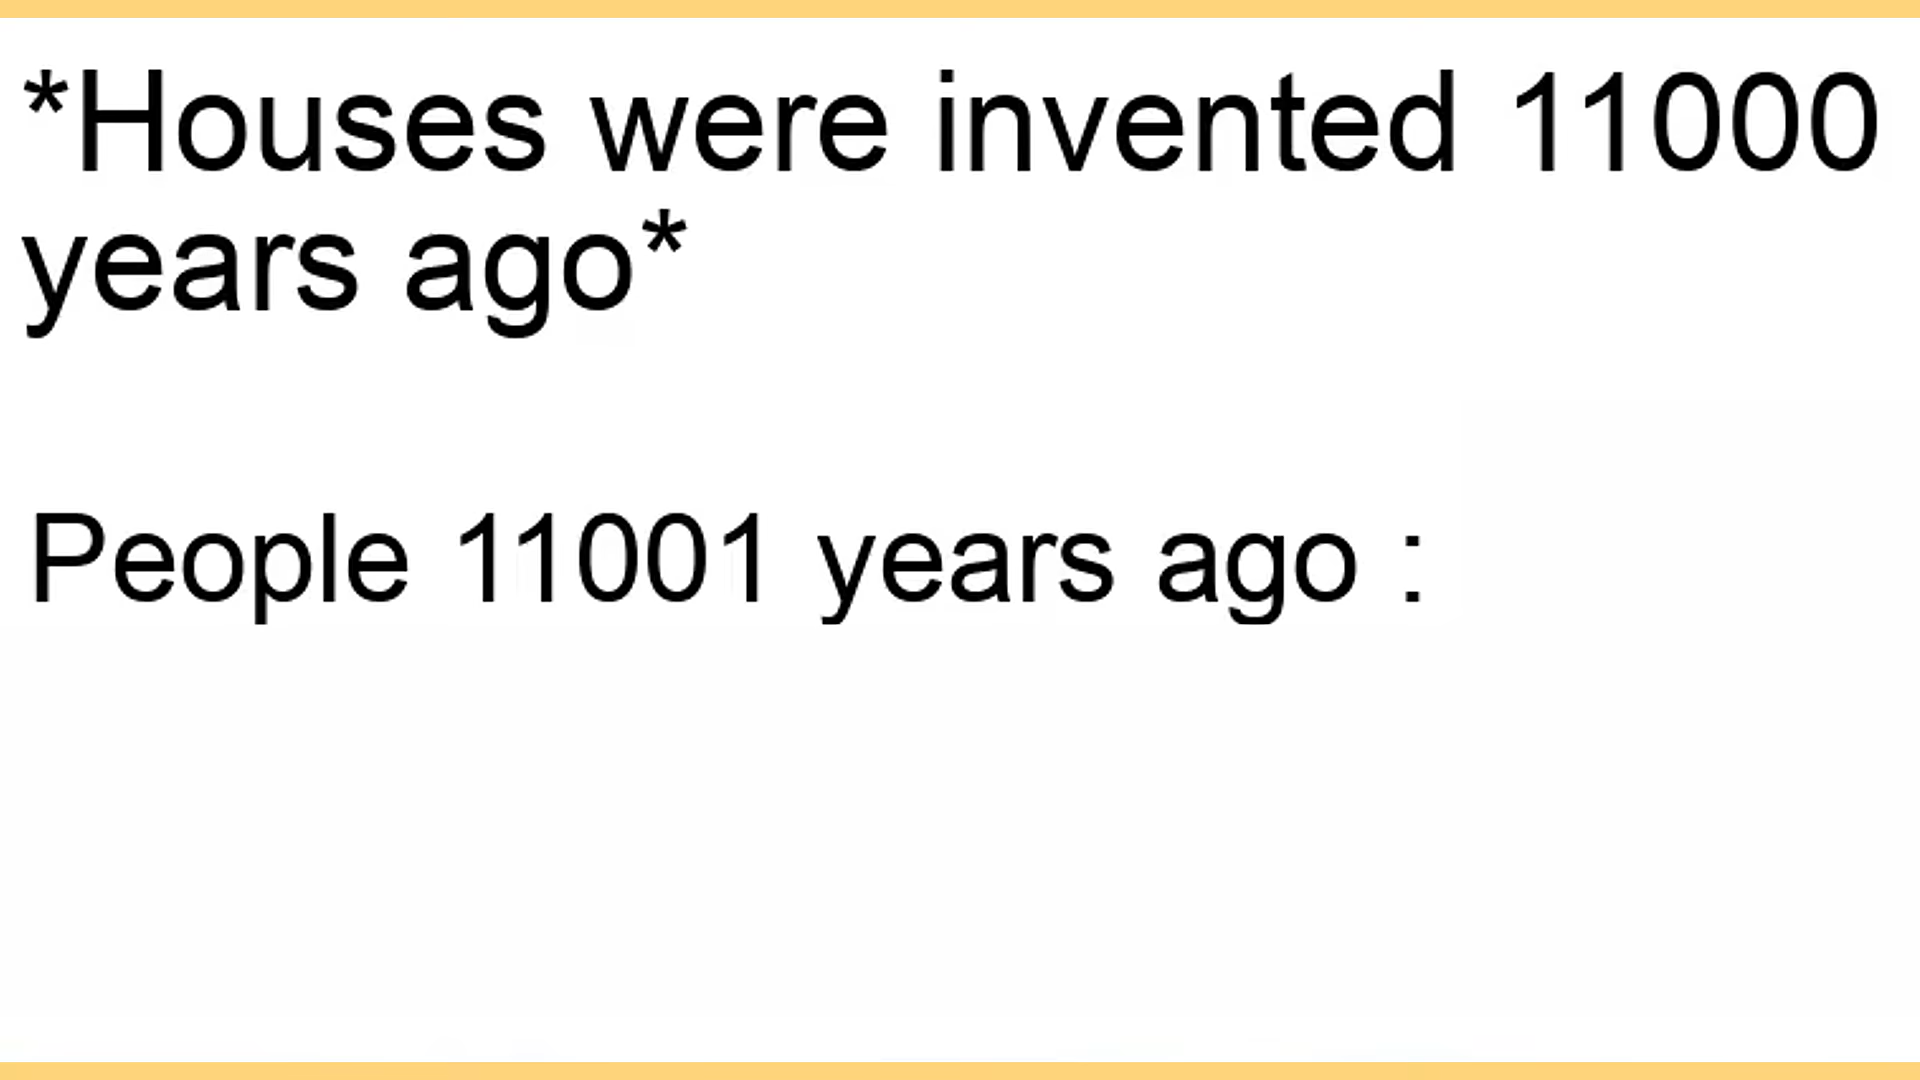 *Houses were invented 11000
years ago*
People 11001 years ago :